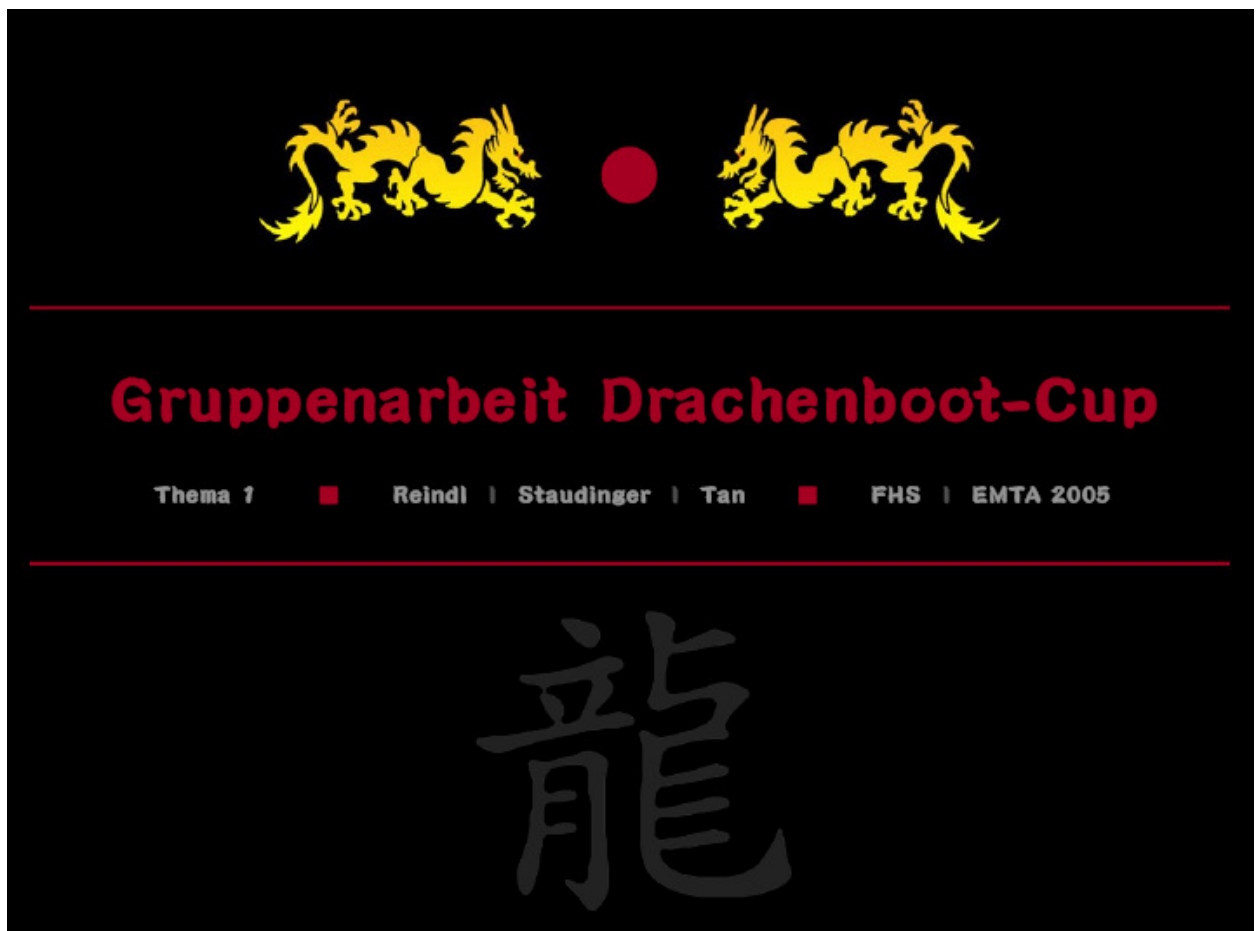 Gruppenarbeit Drachenboot-Cup
Thema 1 ■ Reindl | Staudinger | Tan ■ FHS | EMTA 2005
龍